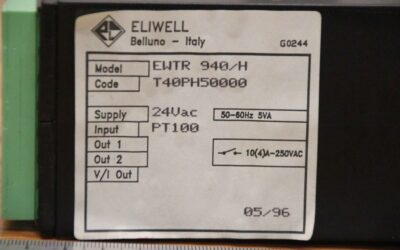 ELIWELL
Belluno - Italy
G0244
Model EWTR 940/H
Code T40PH50000
Supply 24Vac 50-60Hz 5VA
Input PT100
Out 1
Out 2 10(4)A-250VAC
V/I Out
05/96